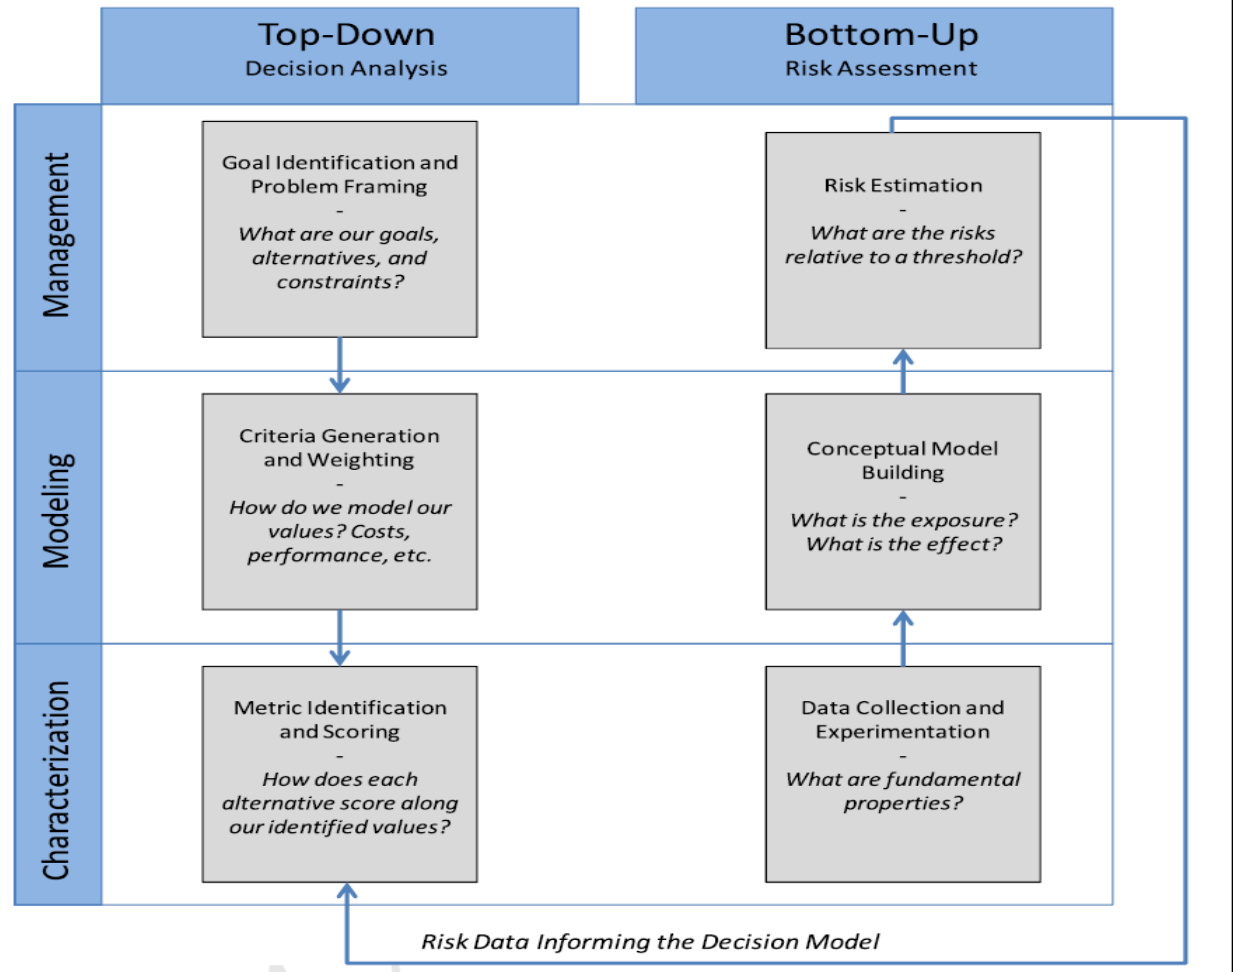 Top-Down
Decision Analysis
Bottom-Up
Risk Assessment
Management
Goal Identification and
Problem Framing
-
What are our goals,
alternatives, and
constraints?
Risk Estimation
-
What are the risks
relative to a threshold?
Modeling
Criteria Generation
and Weighting
-
How do we model our
values? Costs,
performance, etc.
Conceptual Model
Building
-
What is the exposure?
What is the effect?
Characterization
Metric Identification
and Scoring
-
How does each
alternative score along
our identified values?
Data Collection and
Experimentation
-
What are fundamental
properties?
Risk Data Informing the Decision Model